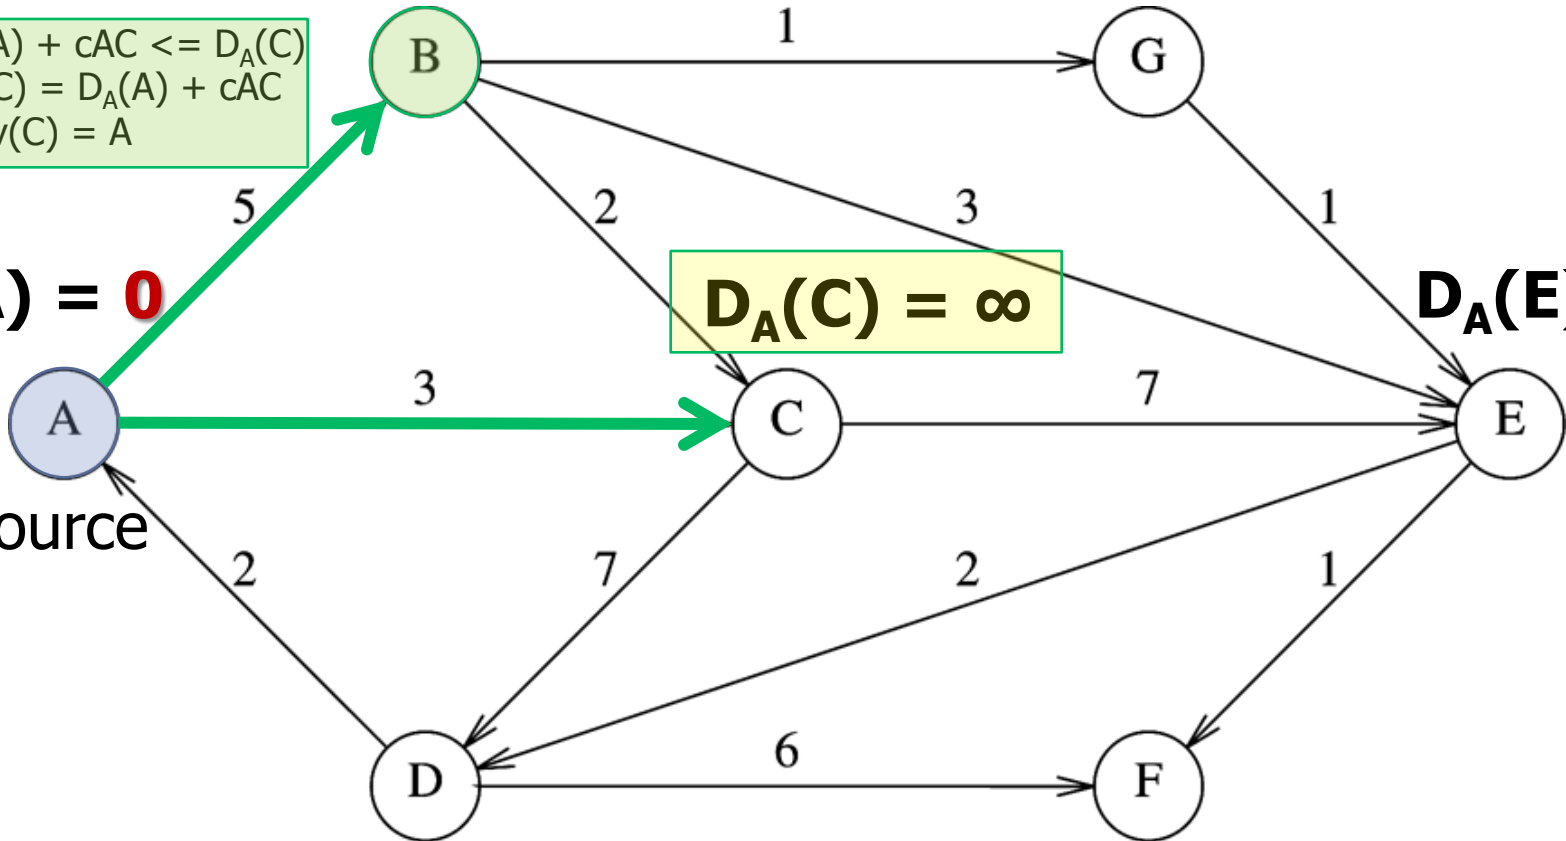 A) + cAC <= DA(C)
C) = DA(A) + cAC
v(C) = A
B
1
G
5
2
3
1
A) = 0
DA(C) = ∞
DA(E)
A
3
C
7
E
ource
2
7
2
1
D
6
F